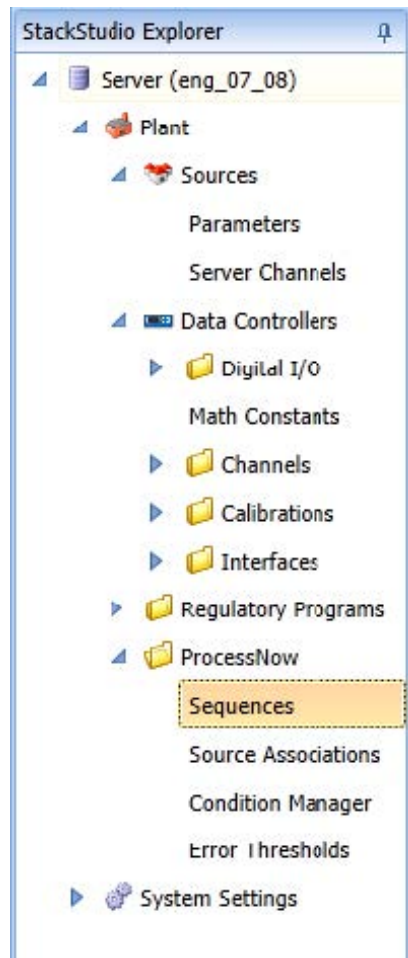 StackStudio Explorer
Server (eng_07_08)
Plant
Sources
Parameters
Server Channels
Data Controllers
Digital I/O
Math Constants
Channels
Calibrations
Interfaces
Regulatory Programs
ProcessNow
Sequences
Source Associations
Condition Manager
Error Thresholds
System Settings